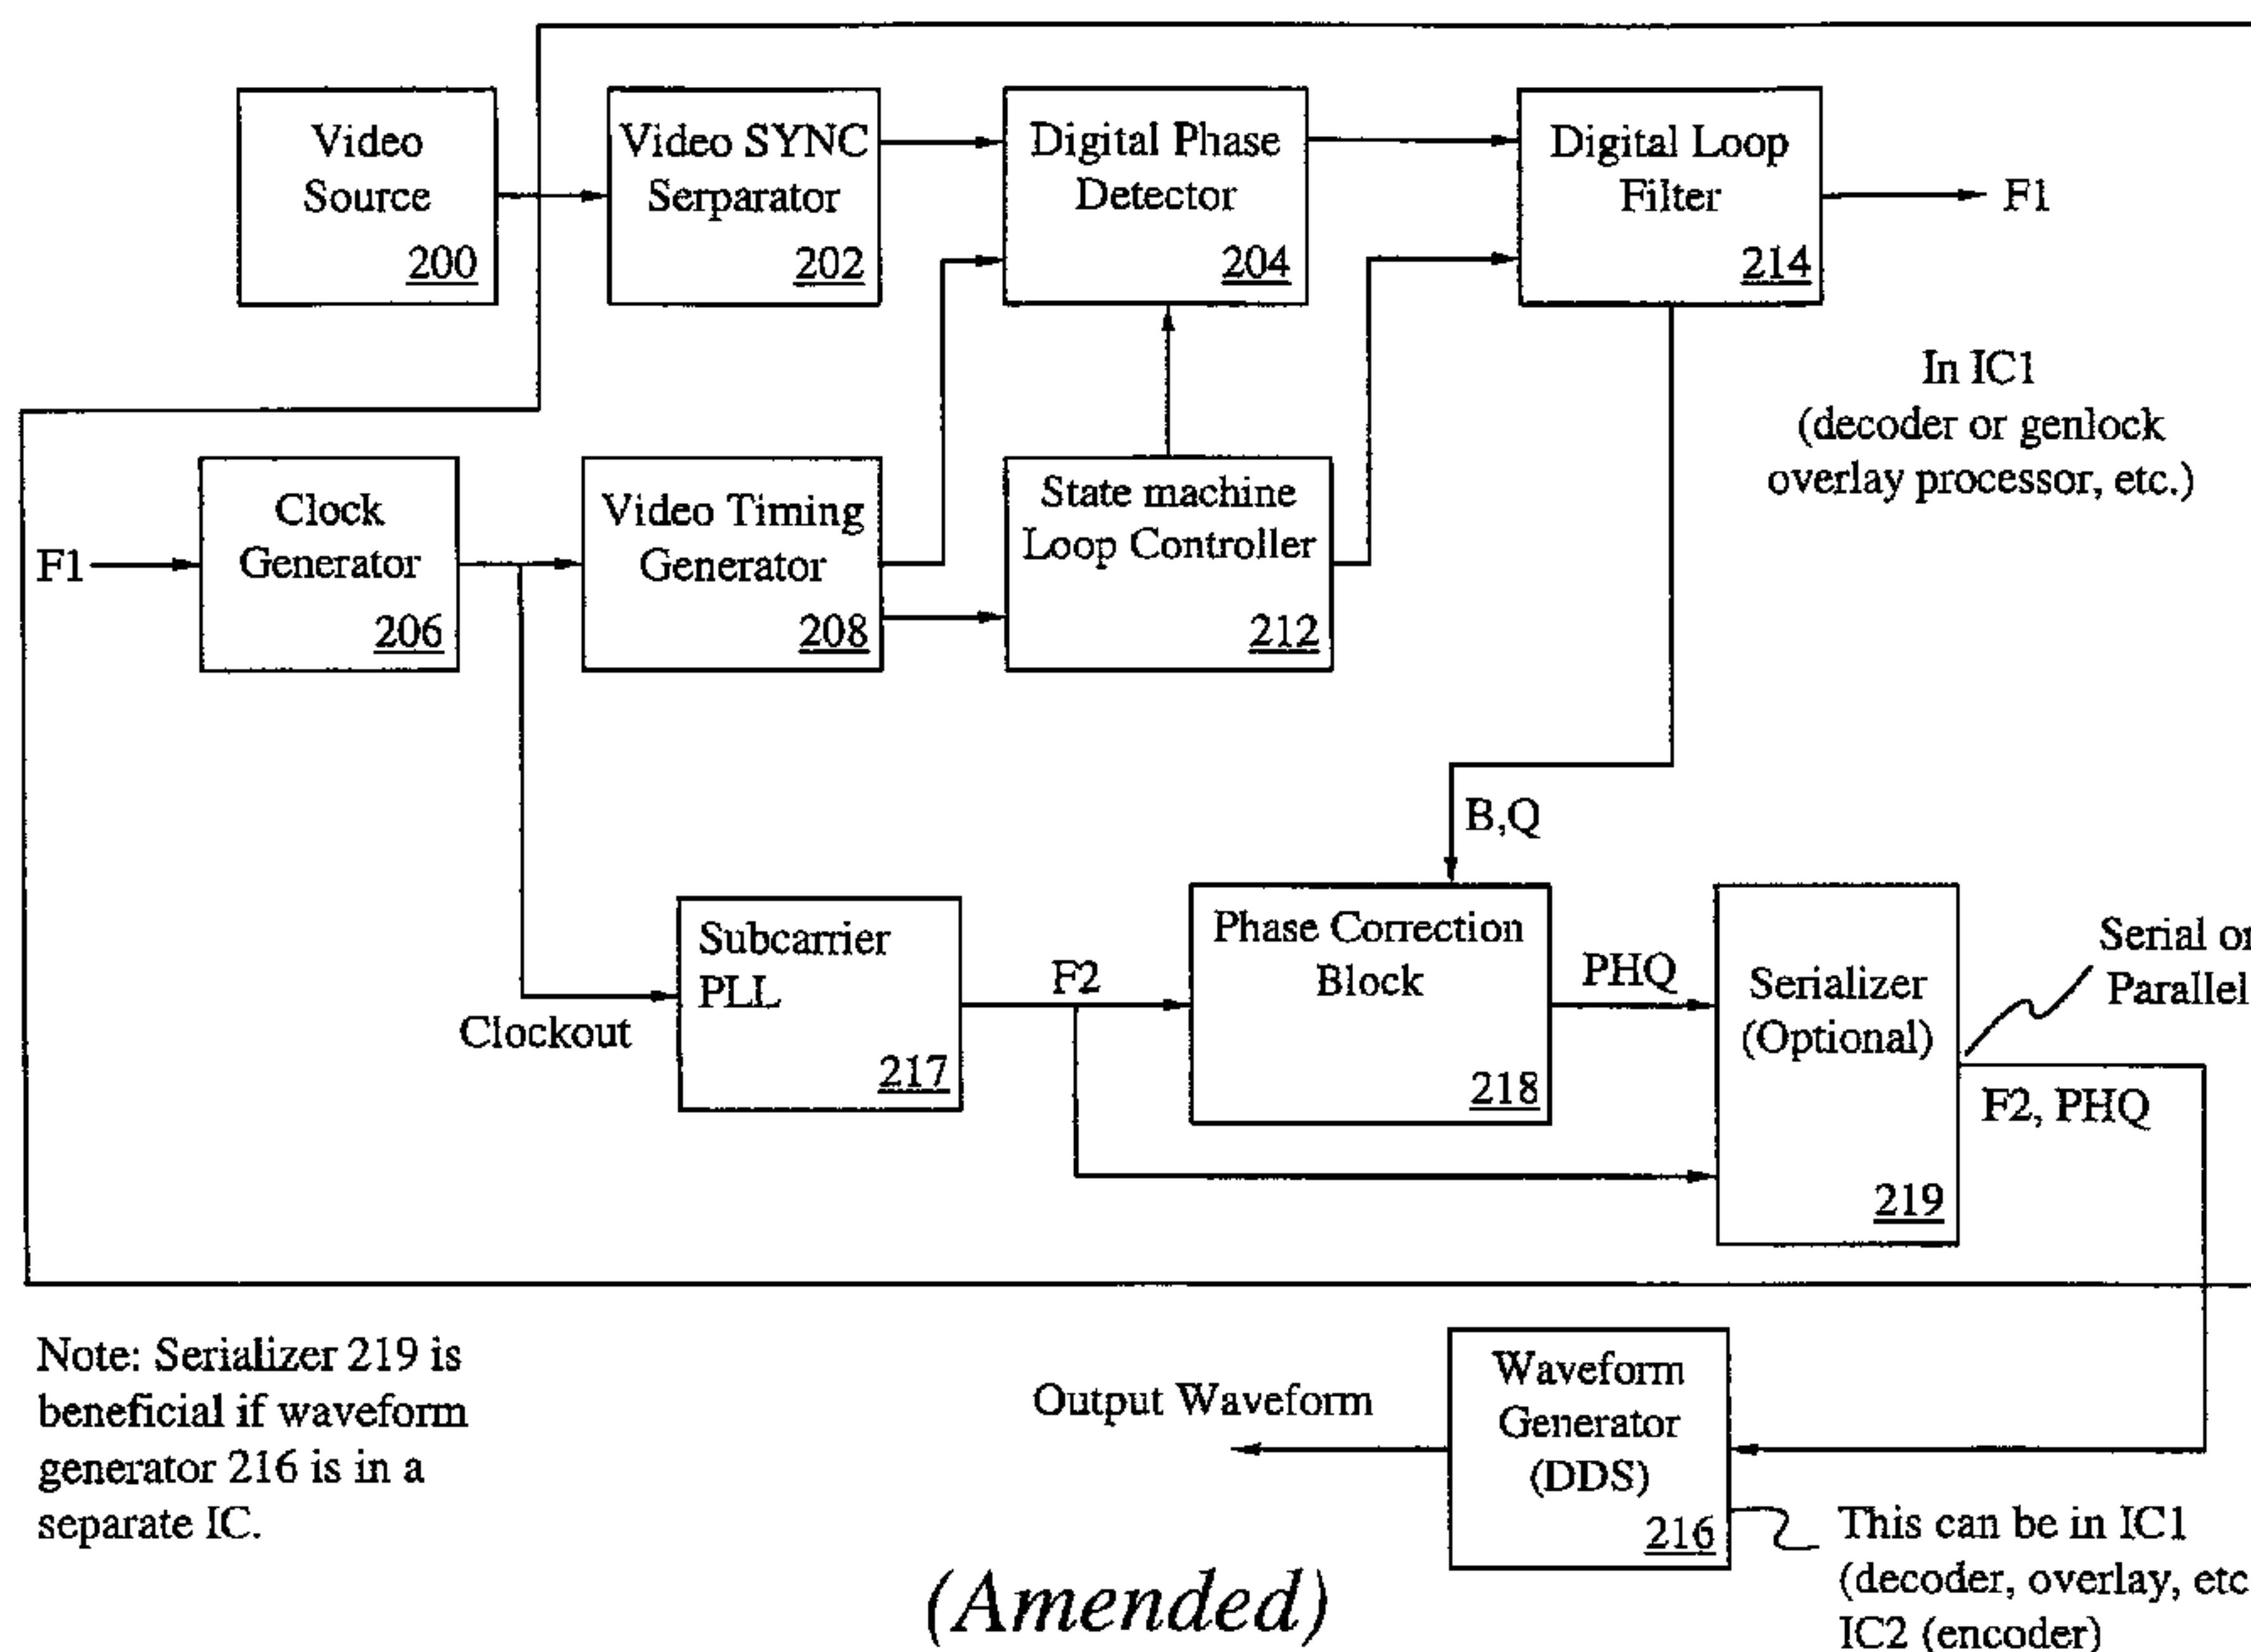 Video
Source
200
Video SYNC
Serparator
202
Digital Phase
Detector
204
Digital Loop
Filter
214
F1
In IC1
(decoder or genlock
overlay processor, etc.)
F1
Clock
Generator
206
Video Timing
Generator
208
State machine
Loop Controller
212
B,Q
Clockout
Subcarrier
PLL
217
F2
Phase Correction
Block
218
PHQ
Serializer
(Optional)
219
Serial or
Parallel
F2, PHQ
Note: Serializer 219 is
beneficial if waveform
generator 216 is in a
separate IC.
Output Waveform
Waveform
Generator
(DDS)
216
This can be in IC1
(decoder, overlay, etc
IC2 (encoder)
(Amended)